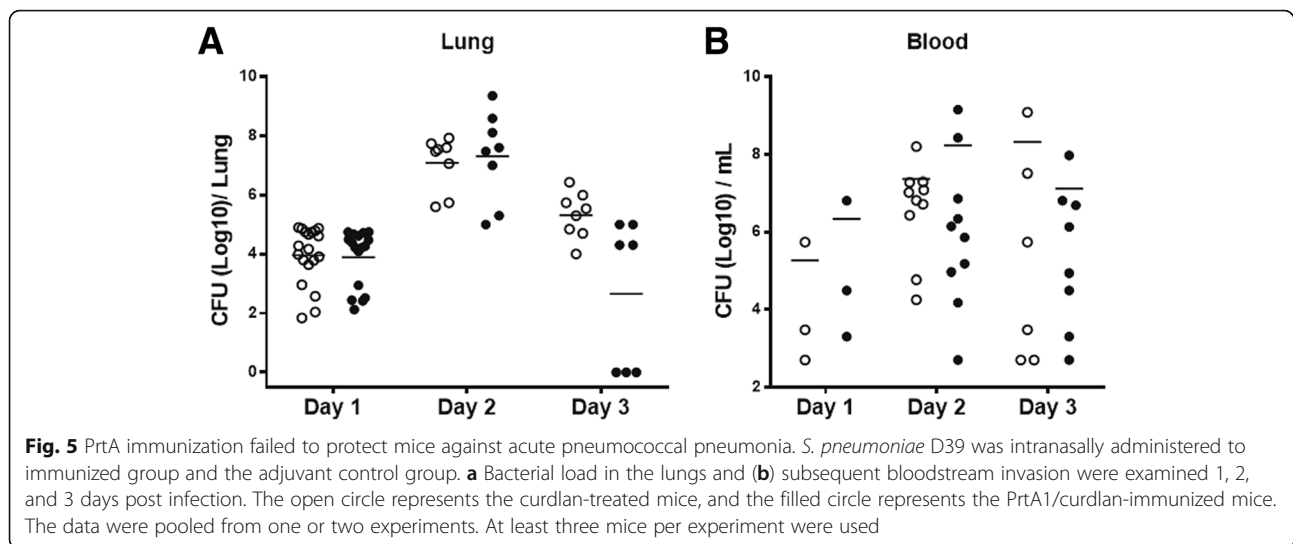 A
Lung
B
Blood
CFU (Log10)/ Lung
10
8
6
4
2
0
Day 1
Day 2
Day 3
CFU (Log10) / mL
10
8
6
4
2
Day 1
Day 2
Day 3
Fig. 5 PrtA immunization failed to protect mice against acute pneumococcal pneumonia. S. pneumoniae D39 was intranasally administered to
immunized group and the adjuvant control group. a Bacterial load in the lungs and (b) subsequent bloodstream invasion were examined 1, 2,
and 3 days post infection. The open circle represents the curdlan-treated mice, and the filled circle represents the PrtA1/curdlan-immunized mice.
The data were pooled from one or two experiments. At least three mice per experiment were used